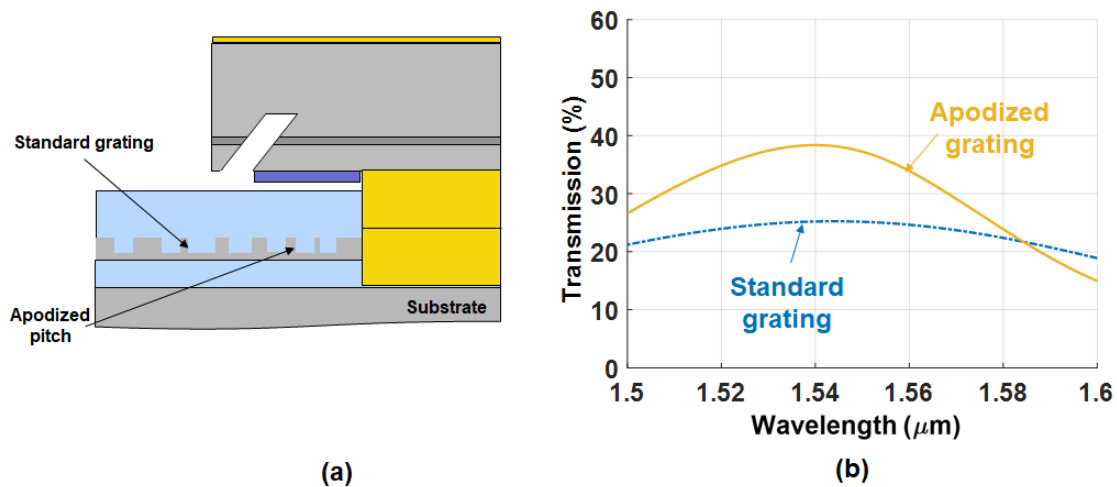 Standard grating
Apodized
pitch
Substrate
(a)
60
50
40
30
20
10
0
Transmission (%)
Apodized
grating
Standard
grating
1.5
1.52
1.54
1.56
1.58
1.6
Wavelength (μm)
(b)